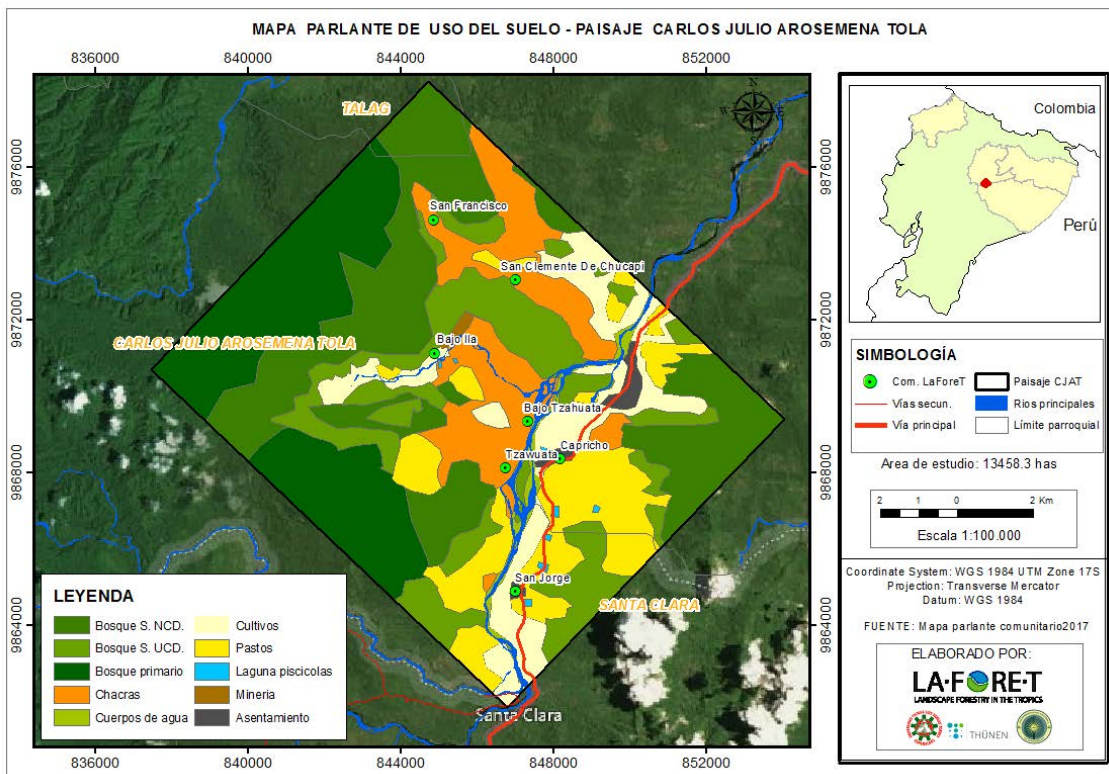 MAPA PARLANTE DE USO DEL SUELO - PAISAJE CARLOS JULIO AROSEMENA TOLA
836000 840000 844000 848000 852000
9876000 9872000 9868000 9864000
TALAG
San Francisco
San Clemente De Chucapi
CARLOS JULIO AROSEMENA TOLA
Bajo Ila
Bajo Tzahuata
Capricho
Tzawuata
San Jorge
SANTA CLARA
Santa Clara
LEYENDA
Bosque S. NCD.
Bosque S. UCD.
Bosque primario
Chacras
Cuerpos de agua
Cultivos
Pastos
Laguna piscicolas
Mineria
Asentamiento
836000 840000 844000 848000 852000
9876000 9872000 9868000 9864000
Colombia
Perú
SIMBOLOGÍA
Com. LaForeT
Vías secun.
Vía principal
Paisaje CJAT
Rios principales
Límite parroquial
Area de estudio: 13458.3 has
2 1 0 2 Km
Escala 1:100.000
Coordinate System: WGS 1984 UTM Zone 17S
Projection: Transverse Mercator
Datum: WGS 1984
FUENTE: Mapa parlante comunitario2017
ELABORADO POR:
LA·FORE·T
LANDSCAPE FORESTRY IN THE TROPICS
THÜNEN